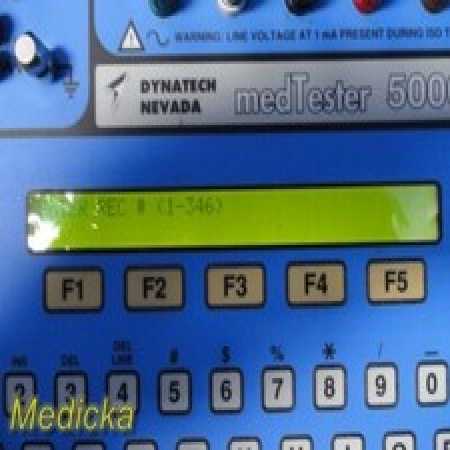 WARNING: LINE VOLTAGE AT 1 mA PRESENT DURING ISO
DYNATECH
NEVADA
medTester 5000
REC # (1-346)
F1 F2 F3 F4 F5
INS DEL DEL LINE # $ % * / _
2 3 4 5 6 7 8 9 0
Medicka